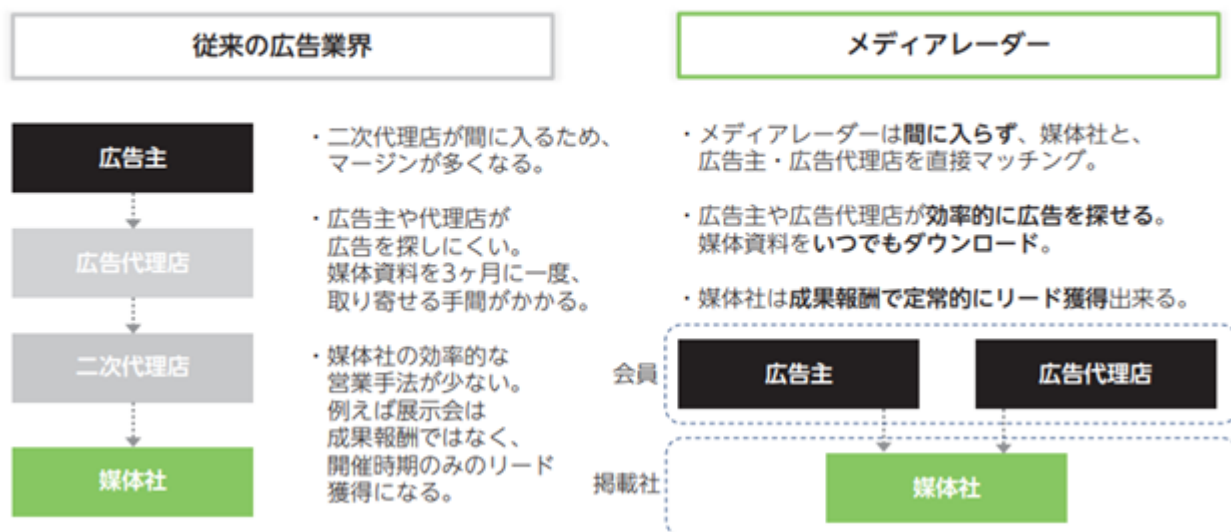 従来の広告業界
広告主
広告代理店
二次代理店
媒体社
・二次代理店が間に入るため、
マージンが多くなる。
・広告主や代理店が
広告を探しにくい。
媒体資料を3ヶ月に一度、
取り寄せる手間がかかる。
・媒体社の効率的な
営業手法が少ない。
例えば展示会は
成果報酬ではなく、
開催時期のみのリード
獲得になる。
メディアレーダー
・メディアレーダーは間に入らず、媒体社と、
広告主・広告代理店を直接マッチング。
・広告主や広告代理店が効率的に広告を探せる。
媒体資料をいつでもダウンロード。
・媒体社は成果報酬で定常的にリード獲得出来る。
会員
広告主
広告代理店
掲載社
媒体社